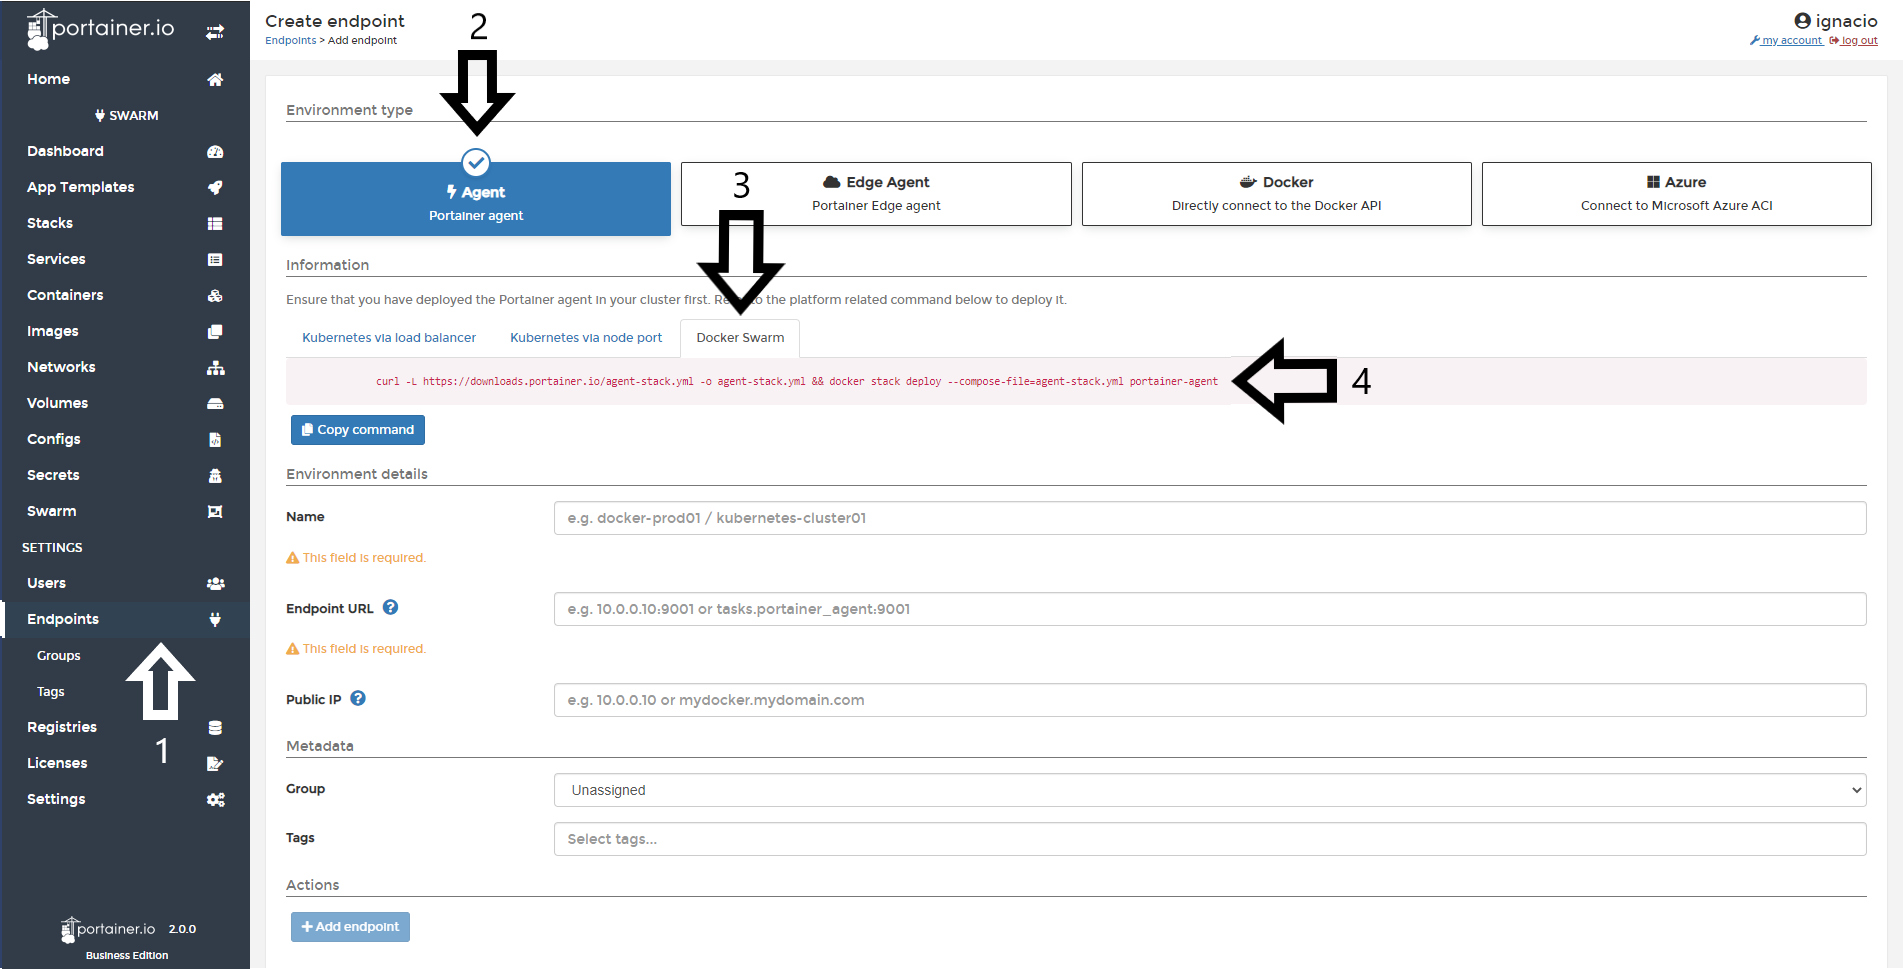 portainer.io
Home
SWARM
Dashboard
App Templates
Stacks
Services
Containers
Images
Networks
Volumes
Configs
Secrets
Swarm
SETTINGS
Users
Endpoints
Groups
Tags
1
Registries
Licenses
Settings
portainer.io 2.0.0
Business Edition
Create endpoint
Endpoints > Add endpoint
2
ignacio
my account log out
Environment type
Agent
Portainer agent
3
Edge Agent
Portainer Edge agent
Docker
Directly connect to the Docker API
Azure
Connect to Microsoft Azure ACI
Information
Ensure that you have deployed the Portainer agent in your cluster first. to the platform related command below to deploy it.
Kubernetes via load balancer Kubernetes via node port Docker Swarm
curl -L https://downloads.portainer.io/agent-stack.yml -o agent-stack.yml && docker stack deploy --compose-file=agent-stack.yml portainer-agent
4
Copy command
Environment details
Name e.g. docker-prod01 / kubernetes-cluster01
This field is required.
Endpoint URL e.g. 10.0.0.10:9001 or tasks.portainer_agent:9001
This field is required.
Public IP e.g. 10.0.0.10 or mydocker.mydomain.com
Metadata
Group Unassigned
Tags Select tags...
Actions
Add endpoint